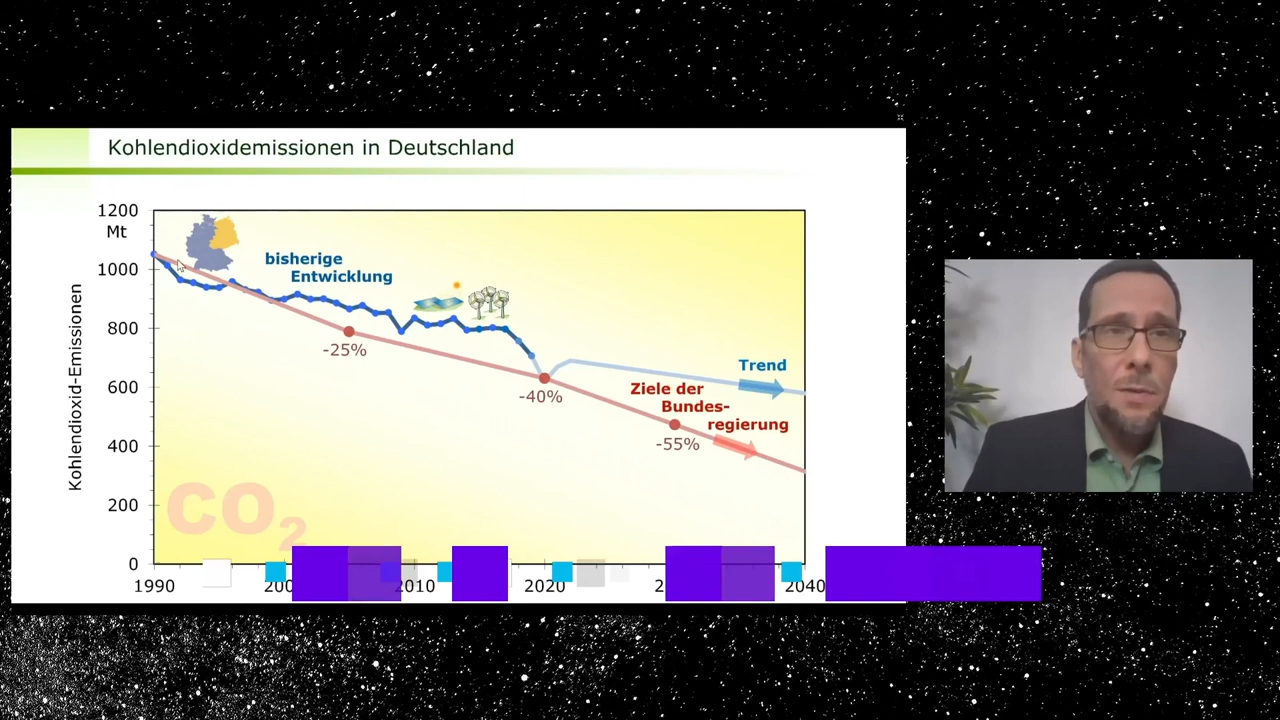 Kohlendioxidemissionen in Deutschland
1200
Mt
1000
800
600
400
200
0
Kohlendioxid-Emissionen
bisherige
Entwicklung
-25%
-40%
-55%
Trend
Ziele der
Bundes-
regierung
CO₂
1990
2010
2020
2040